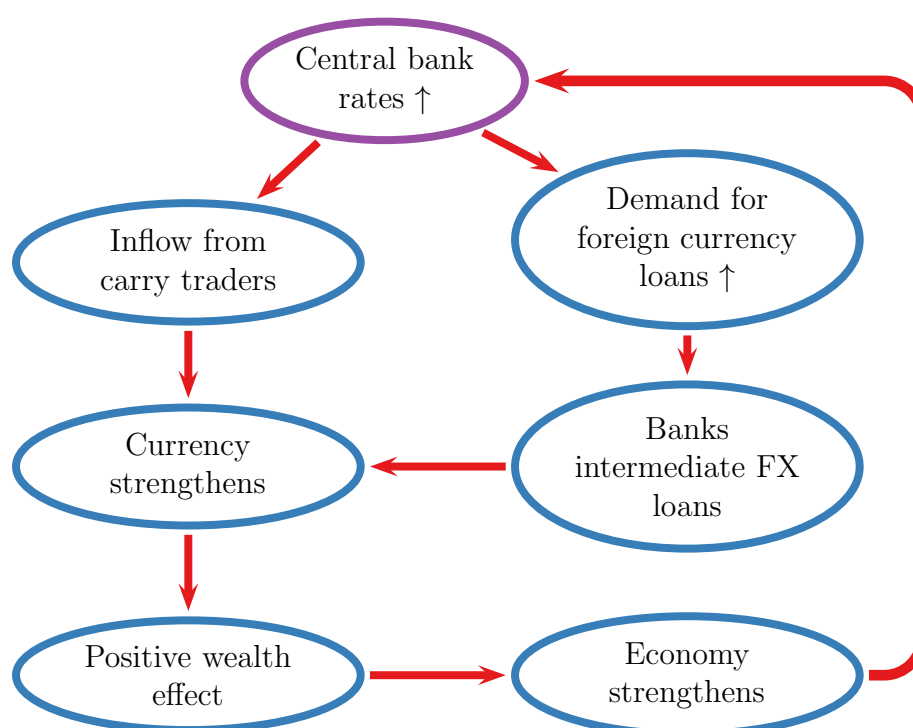 Central bank
rates ↑
Inflow from
carry traders
Demand for
foreign currency
loans ↑
Currency
strengthens
Banks
intermediate FX
loans
Positive wealth
effect
Economy
strengthens